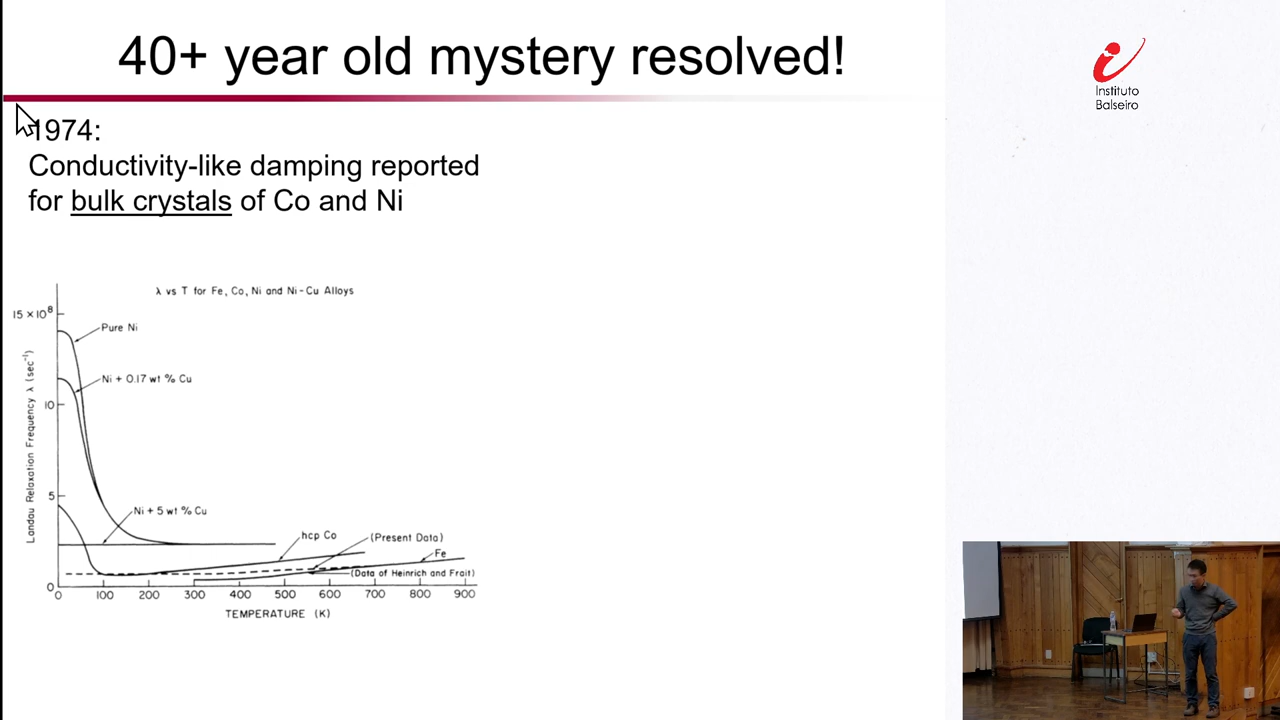 40+ year old mystery resolved!
Instituto
Balseiro
1974:
Conductivity-like damping reported
for bulk crystals of Co and Ni
λ vs T for Fe, Co, Ni and Ni-Cu Alloys
15 × 10⁸
Pure Ni
Ni + 0.17 wt % Cu
10
Landau Relaxation Frequency λ (sec⁻¹)
5
Ni + 5 wt % Cu
hcp Co
(Present Data)
Fe
(Data of Heinrich and Frait)
0
0 100 200 300 400 500 600 700 800 900
TEMPERATURE (K)